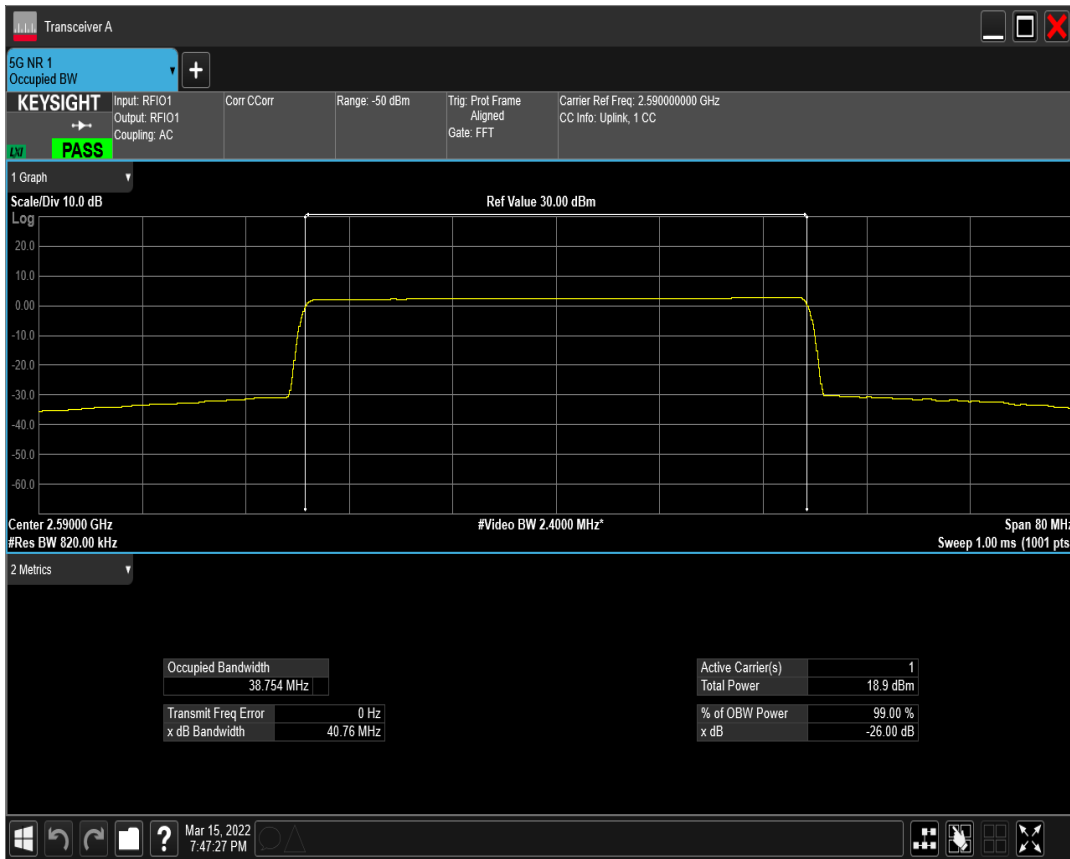 Transceiver A
5G NR 1
Occupied BW
KEYSIGHT
LXI
PASS
Input: RFIO1
Output: RFIO1
Coupling: AC
Corr CCorr
Range: -50 dBm
Trig: Prot Frame
Aligned
Gate: FFT
Carrier Ref Freq: 2.590000000 GHz
CC Info: Uplink, 1 CC
1 Graph
Scale/Div 10.0 dB
Ref Value 30.00 dBm
Log
20.0
10.0
0.00
-10.0
-20.0
-30.0
-40.0
-50.0
-60.0
Center 2.59000 GHz
#Video BW 2.4000 MHz*
Span 80 MHz
#Res BW 820.00 kHz
Sweep 1.00 ms (1001 pts
2 Metrics
Occupied Bandwidth
38.754 MHz
Transmit Freq Error 0 Hz
x dB Bandwidth 40.76 MHz
Active Carrier(s) 1
Total Power 18.9 dBm
% of OBW Power 99.00 %
x dB -26.00 dB
Mar 15, 2022
7:47:27 PM